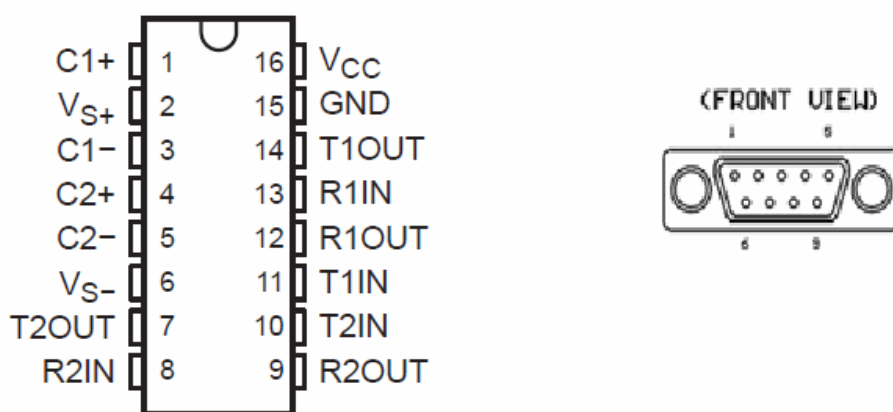 C1+ 1 16 VCC
VS+ 2 15 GND
C1− 3 14 T1OUT
C2+ 4 13 R1IN
C2− 5 12 R1OUT
VS− 6 11 T1IN
T2OUT 7 10 T2IN
R2IN 8 9 R2OUT
(FRONT VIEW)
1 5
6 9